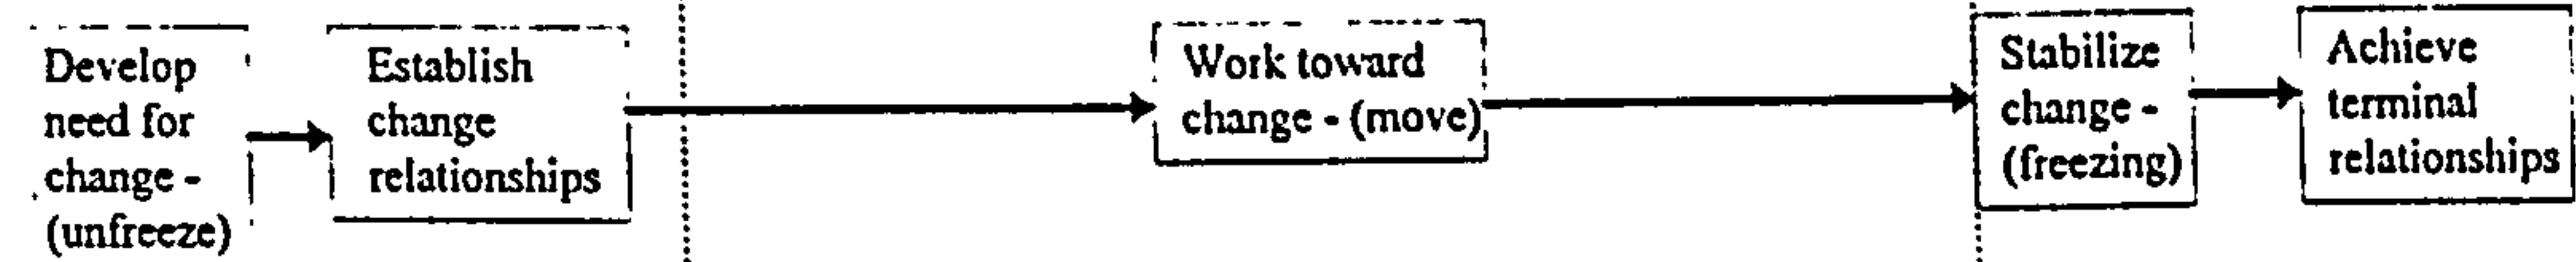 Develop
need for
change -
(unfreeze)
Establish
change
relationships
Work toward
change - (move)
Stabilize
change -
(freezing)
Achieve
terminal
relationships